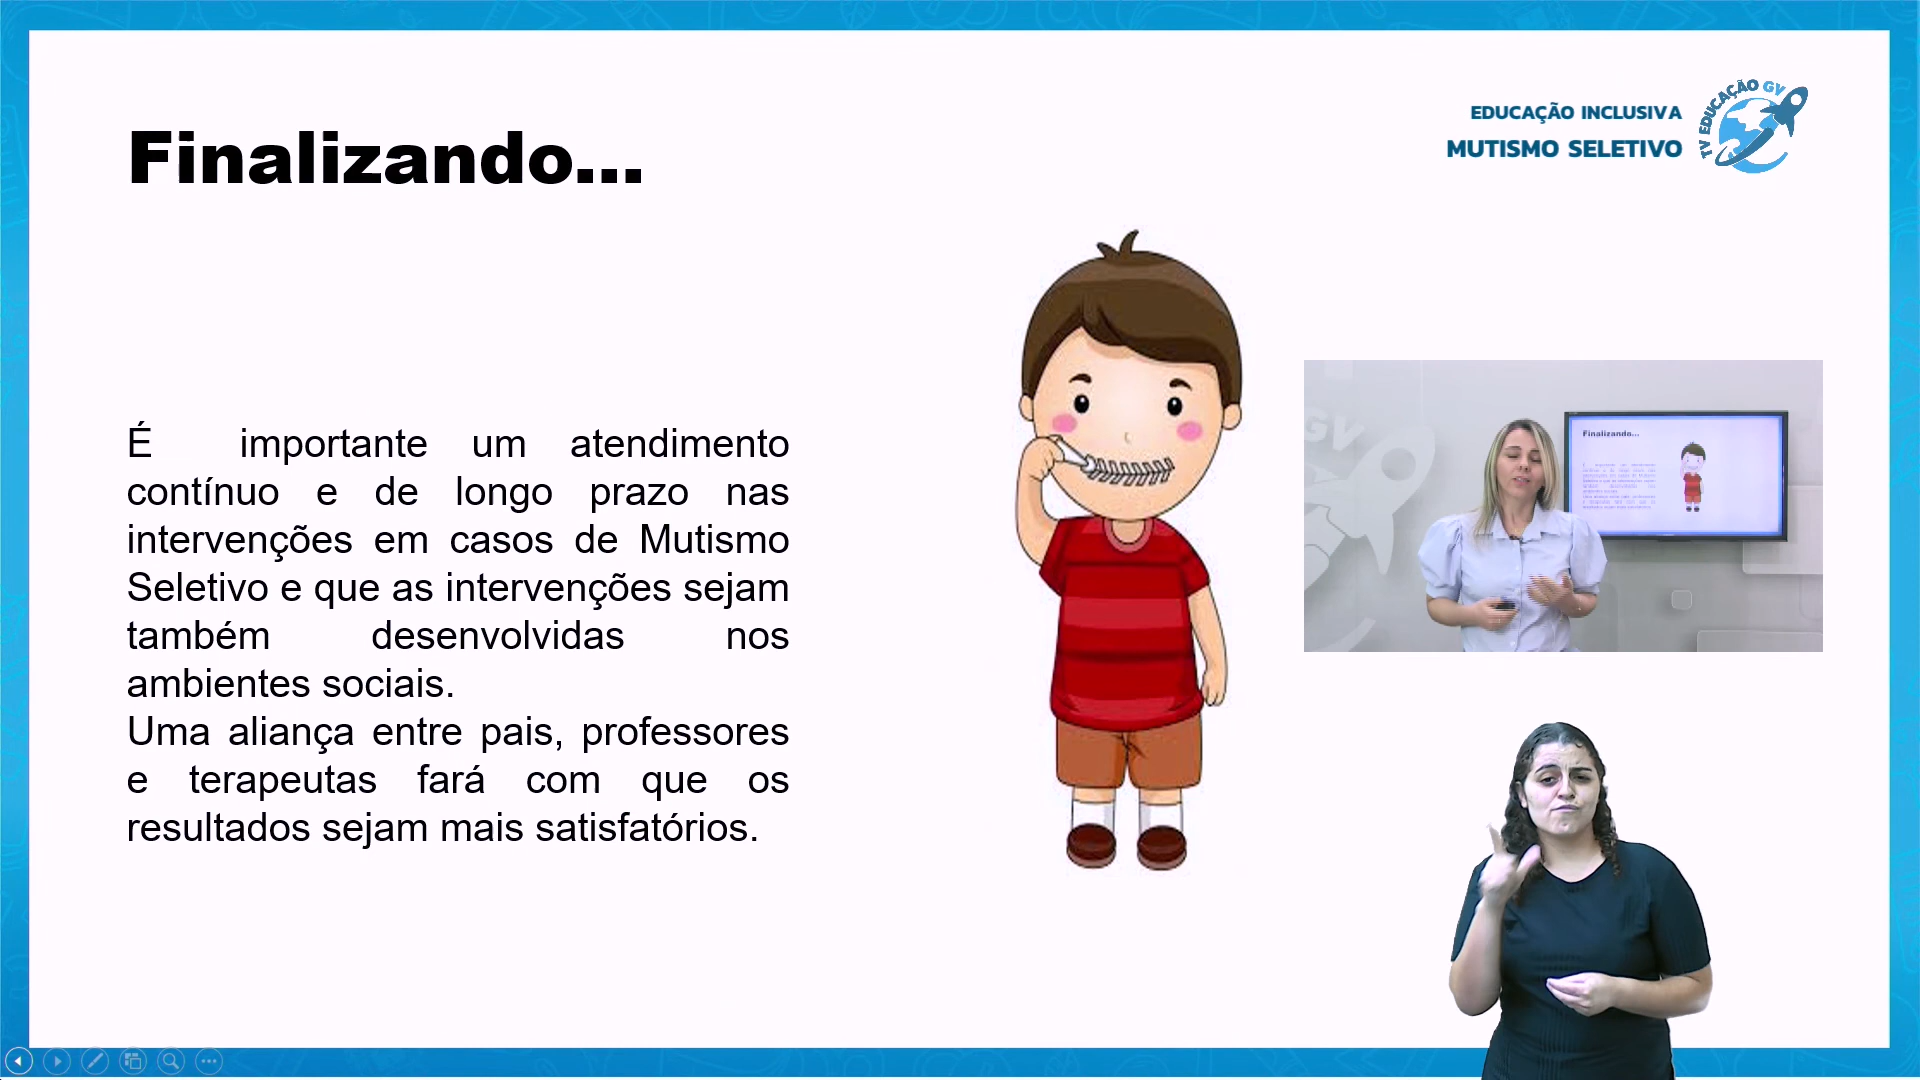 EDUCAÇÃO INCLUSIVA
MUTISMO SELETIVO
TV EDUCAÇÃO GV
Finalizando...
É importante um atendimento
contínuo e de longo prazo nas
intervenções em casos de Mutismo
Seletivo e que as intervenções sejam
também desenvolvidas nos
ambientes sociais.
Uma aliança entre pais, professores
e terapeutas fará com que os
resultados sejam mais satisfatórios.
GV
Finalizando...